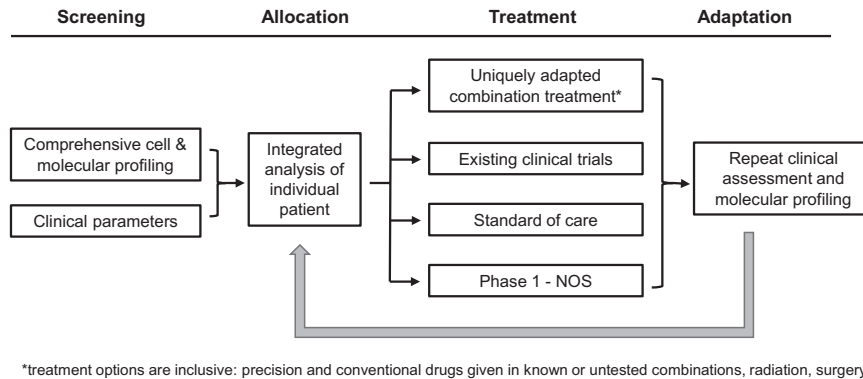 Screening Allocation Treatment Adaptation
Comprehensive cell &
molecular profiling
Clinical parameters
Integrated
analysis of
individual
patient
Uniquely adapted
combination treatment*
Existing clinical trials
Standard of care
Phase 1 - NOS
Repeat clinical
assessment and
molecular profiling
*treatment options are inclusive: precision and conventional drugs given in known or untested combinations, radiation, surgery